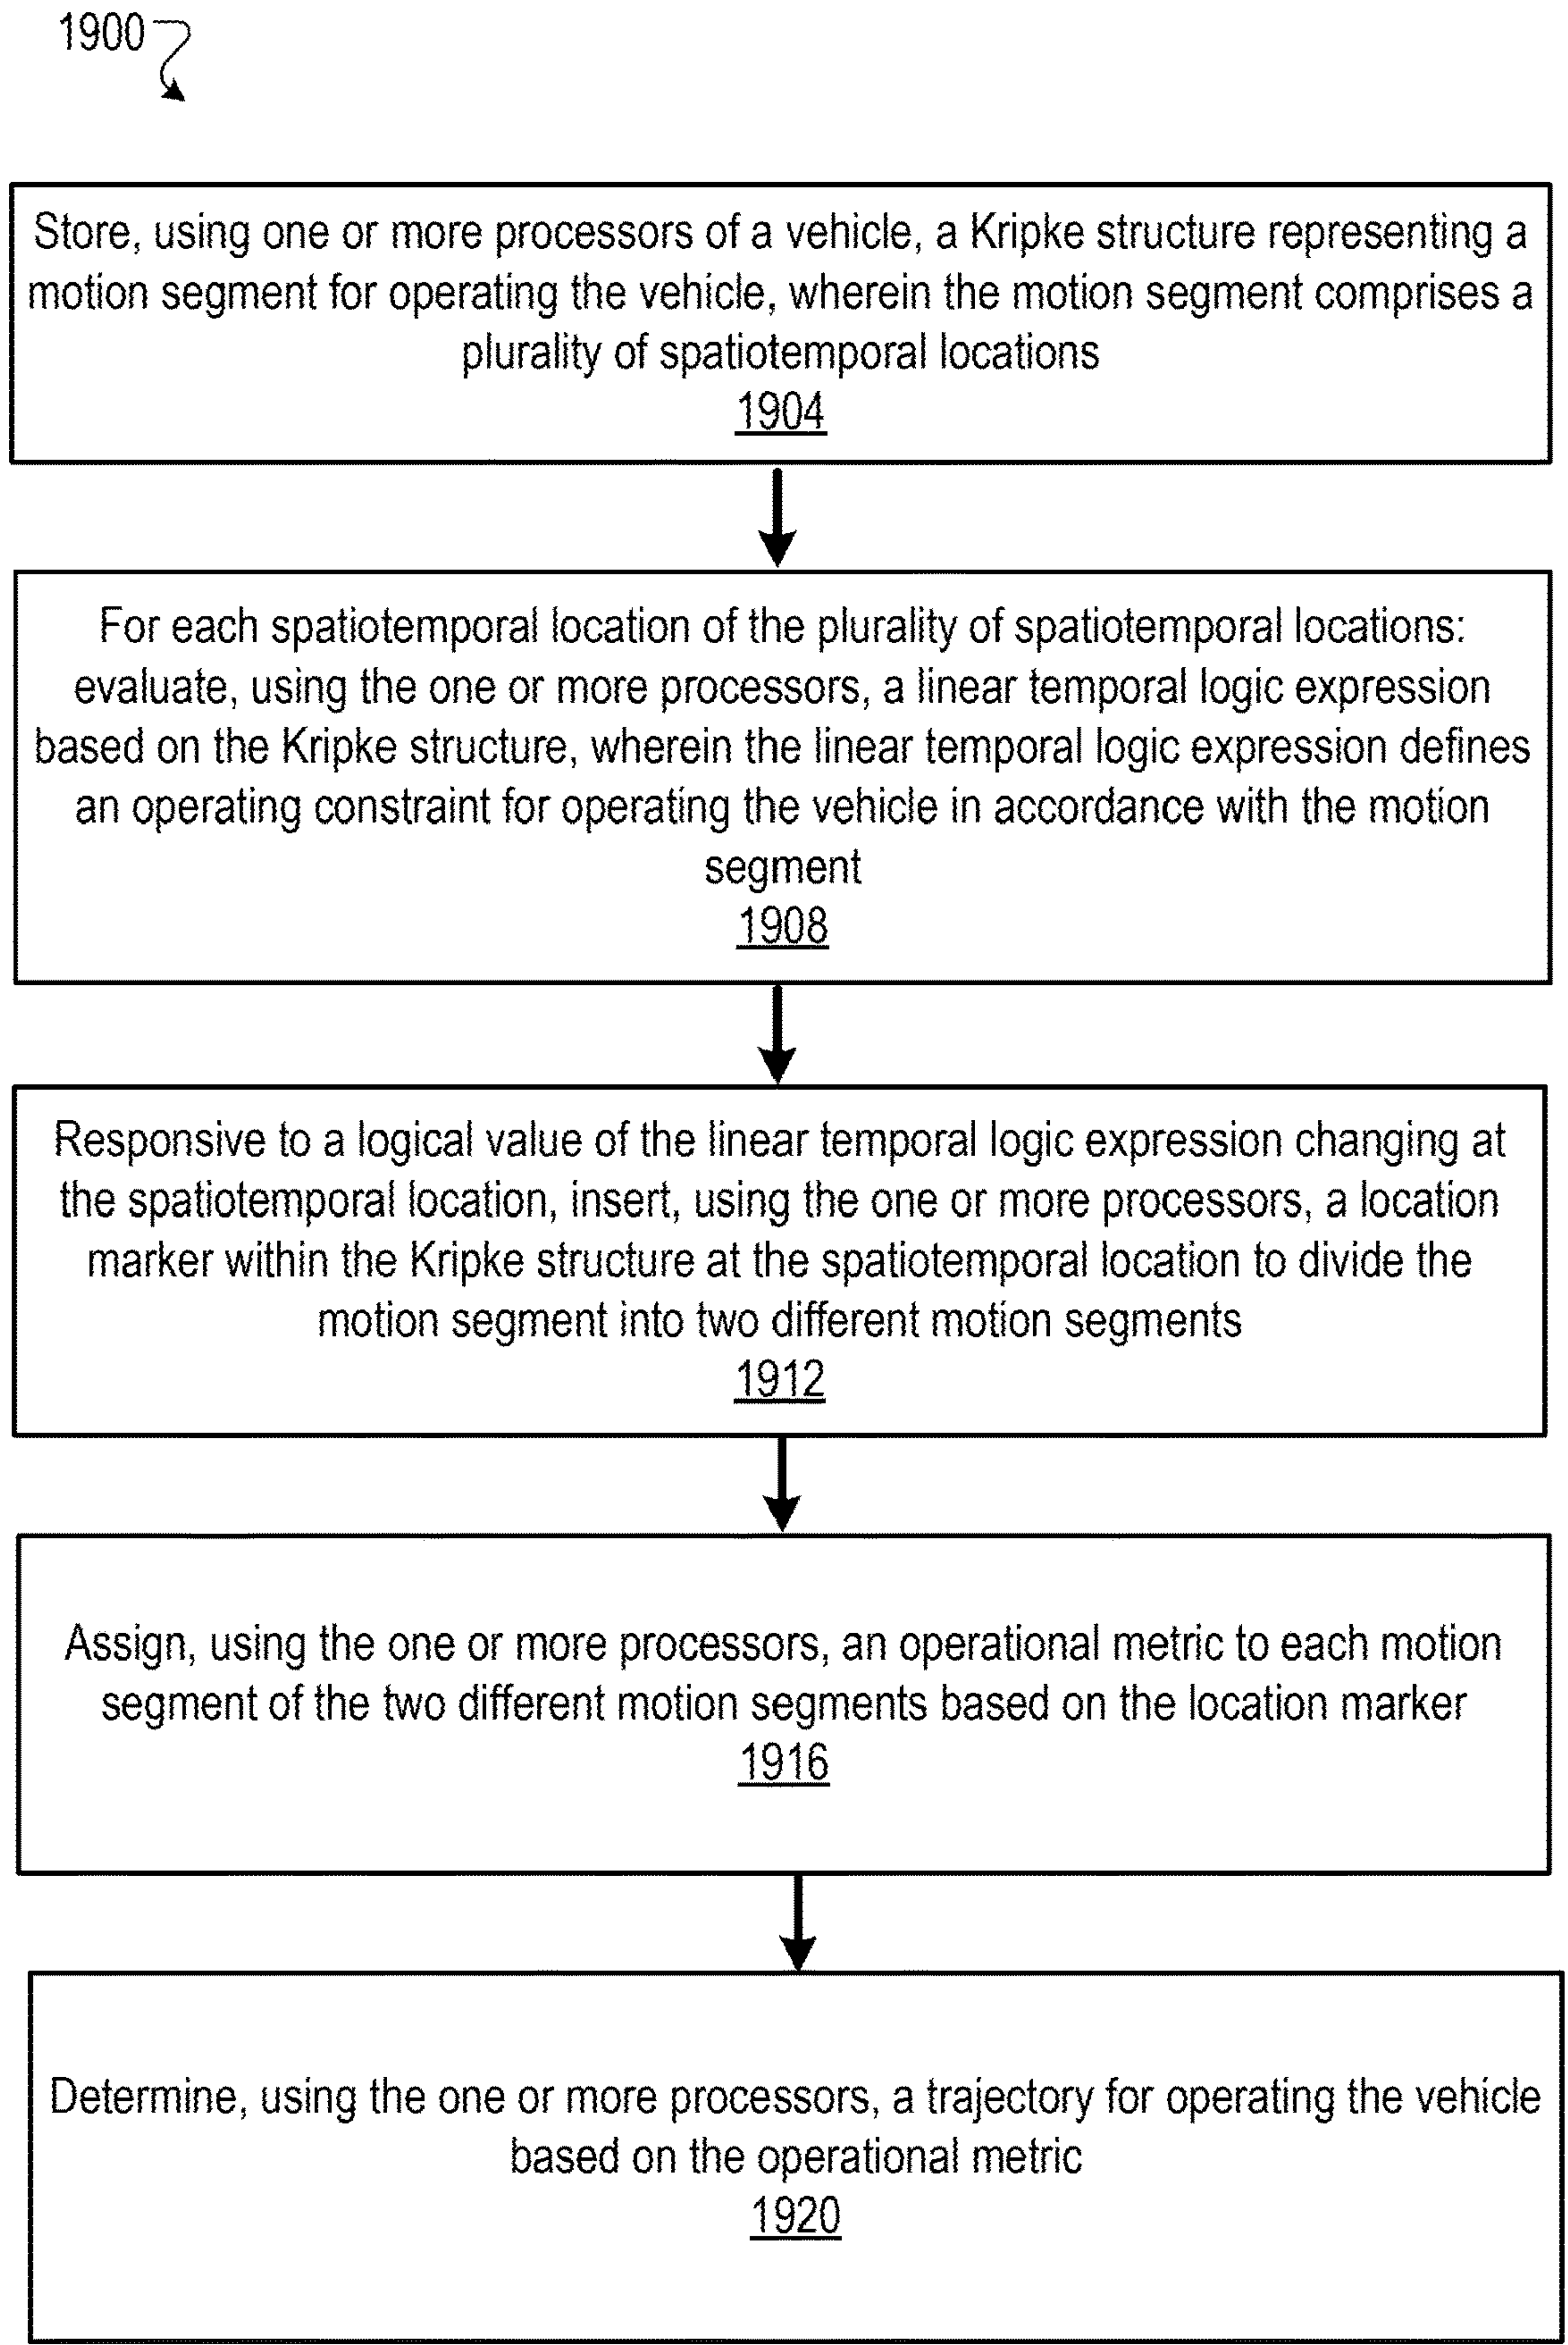 1900
Store, using one or more processors of a vehicle, a Kripke structure representing a
motion segment for operating the vehicle, wherein the motion segment comprises a
plurality of spatiotemporal locations
1904
For each spatiotemporal location of the plurality of spatiotemporal locations:
evaluate, using the one or more processors, a linear temporal logic expression
based on the Kripke structure, wherein the linear temporal logic expression defines
an operating constraint for operating the vehicle in accordance with the motion
segment
1908
Responsive to a logical value of the linear temporal logic expression changing at
the spatiotemporal location, insert, using the one or more processors, a location
marker within the Kripke structure at the spatiotemporal location to divide the
motion segment into two different motion segments
1912
Assign, using the one or more processors, an operational metric to each motion
segment of the two different motion segments based on the location marker
1916
Determine, using the one or more processors, a trajectory for operating the vehicle
based on the operational metric
1920